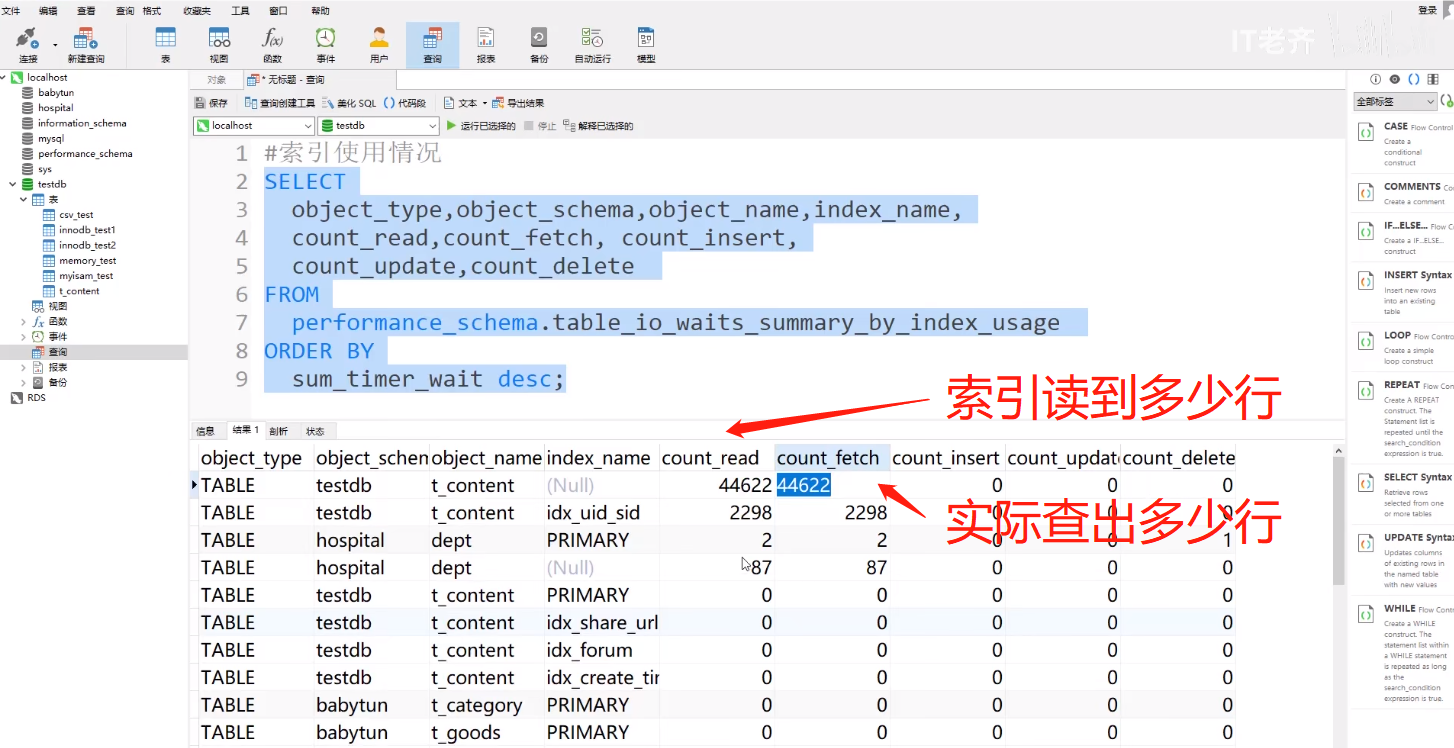 文件 编辑 查看 查询 格式 收藏夹 工具 窗口 帮助 登录
连接 新建查询 表 视图 函数 事件 用户 查询 报表 备份 自动运行 模型
IT老齐
localhost
babytun
hospital
information_schema
mysql
performance_schema
sys
testdb
表
csv_test
innodb_test1
innodb_test2
memory_test
myisam_test
t_content
视图
函数
事件
查询
报表
备份
RDS
对象 * 无标题 - 查询
保存 查询创建工具 美化 SQL 代码段 文本 导出结果
localhost testdb 运行已选择的 停止 解释已选择的
1 #索引使用情况
2 SELECT
3 object_type,object_schema,object_name,index_name,
4 count_read,count_fetch, count_insert,
5 count_update,count_delete
6 FROM
7 performance_schema.table_io_waits_summary_by_index_usage
8 ORDER BY
9 sum_timer_wait desc;
索引读到多少行
实际查出多少行
信息 结果 1 剖析 状态
object_type object_schen object_name index_name count_read count_fetch count_insert count_updat count_delete
TABLE testdb t_content (Null) 44622 44622 0 0 0
TABLE testdb t_content idx_uid_sid 2298 2298 0 0 0
TABLE hospital dept PRIMARY 2 2 0 0 1
TABLE hospital dept (Null) 87 87 0 0 0
TABLE testdb t_content PRIMARY 0 0 0 0 0
TABLE testdb t_content idx_share_url 0 0 0 0 0
TABLE testdb t_content idx_forum 0 0 0 0 0
TABLE testdb t_content idx_create_tir 0 0 0 0 0
TABLE babytun t_category PRIMARY 0 0 0 0 0
TABLE babytun t_goods PRIMARY 0 0 0 0 0
全部标签
CASE Flow Control
Create a
conditional
construct
COMMENTS Co
Create a comment
IF...ELSE... Flow C
Create a IF...ELSE...
construct
INSERT Syntax
Insert new rows
into an existing
table
LOOP Flow Contro
Create a simple
loop construct
REPEAT Flow Con
Create A REPEAT
construct. The
Statement list is
repeated until the
search_condition
expression is true.
SELECT Syntax
Retrieve rows
selected from one
or more tables
UPDATE Syntax
Updates columns
of existing rows in
the named table
with new values
WHILE Flow Contr
Create a WHILE
construct. The
statement list within
a WHILE statement
is repeated as long
as the
search_condition
expression is true.